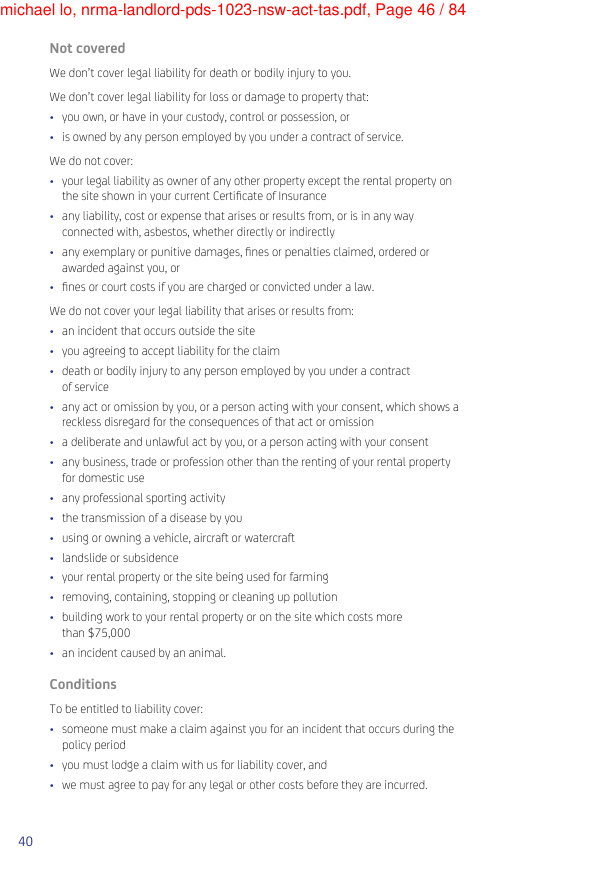 michael lo, nrma-landlord-pds-1023-nsw-act-tas.pdf, Page 46 / 84
Not covered
We don't cover legal liability for death or bodily injury to you.
We don't cover legal liability for loss or damage to property that:
• you own, or have in your custody, control or possession, or
• is owned by any person employed by you under a contract of service.
We do not cover:
• your legal liability as owner of any other property except the rental property on
the site shown in your current Certificate of Insurance
• any liability, cost or expense that arises or results from, or is in any way
connected with, asbestos, whether directly or indirectly
• any exemplary or punitive damages, fines or penalties claimed, ordered or
awarded against you, or
• fines or court costs if you are charged or convicted under a law.
We do not cover your legal liability that arises or results from:
• an incident that occurs outside the site
• you agreeing to accept liability for the claim
• death or bodily injury to any person employed by you under a contract
of service
• any act or omission by you, or a person acting with your consent, which shows a
reckless disregard for the consequences of that act or omission
• a deliberate and unlawful act by you, or a person acting with your consent
• any business, trade or profession other than the renting of your rental property
for domestic use
• any professional sporting activity
• the transmission of a disease by you
• using or owning a vehicle, aircraft or watercraft
• landslide or subsidence
• your rental property or the site being used for farming
• removing, containing, stopping or cleaning up pollution
• building work to your rental property or on the site which costs more
than $75,000
• an incident caused by an animal.
Conditions
To be entitled to liability cover:
• someone must make a claim against you for an incident that occurs during the
policy period
• you must lodge a claim with us for liability cover, and
• we must agree to pay for any legal or other costs before they are incurred.
40